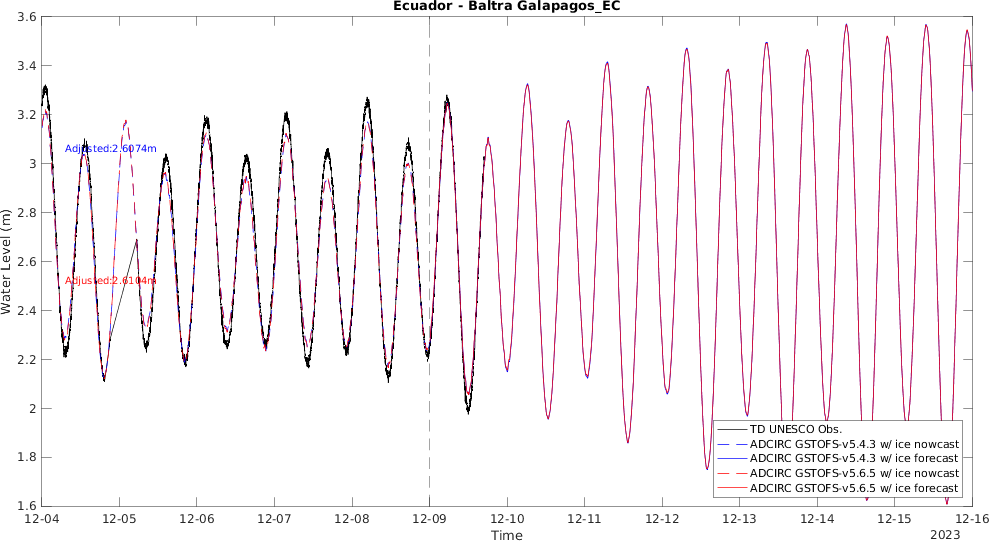 Ecuador - Baltra Galapagos_EC
3.6
3.4
3.2
3
2.8
2.6
2.4
2.2
2
1.8
1.6
Water Level (m)
Adjusted:2.6074m
Adjusted:2.6104m
TD UNESCO Obs.
ADCIRC GSTOFS-v5.4.3 w/ ice nowcast
ADCIRC GSTOFS-v5.4.3 w/ ice forecast
ADCIRC GSTOFS-v5.6.5 w/ ice nowcast
ADCIRC GSTOFS-v5.6.5 w/ ice forecast
12-04 12-05 12-06 12-07 12-08 12-09 12-10 12-11 12-12 12-13 12-14 12-15 12-16
Time
2023